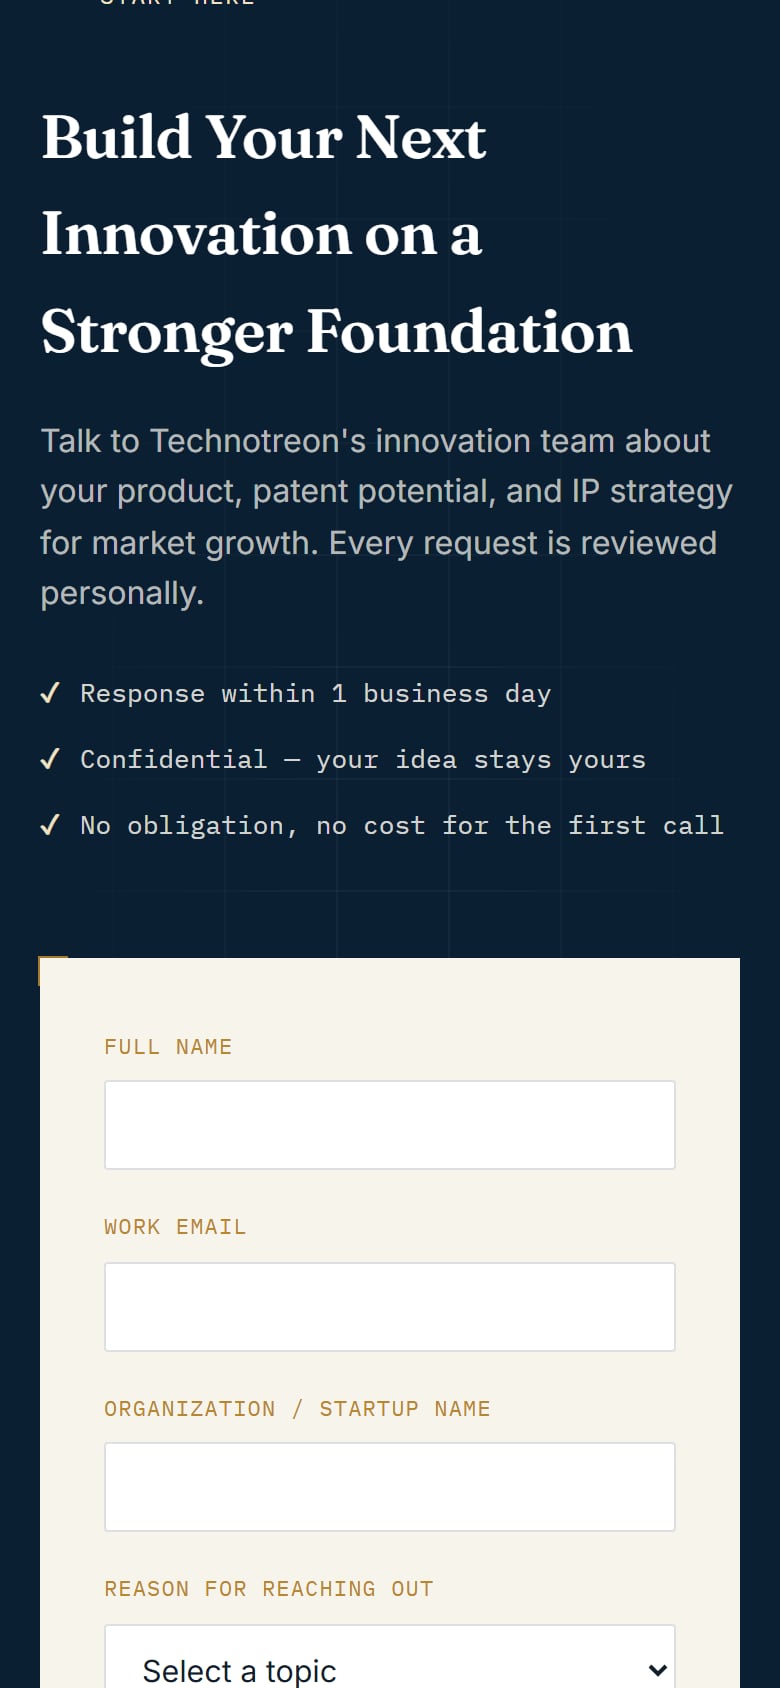 START HERE
Build Your Next
Innovation on a
Stronger Foundation
Talk to Technotreon's innovation team about
your product, patent potential, and IP strategy
for market growth. Every request is reviewed
personally.
✓ Response within 1 business day
✓ Confidential — your idea stays yours
✓ No obligation, no cost for the first call
FULL NAME
WORK EMAIL
ORGANIZATION / STARTUP NAME
REASON FOR REACHING OUT
Select a topic